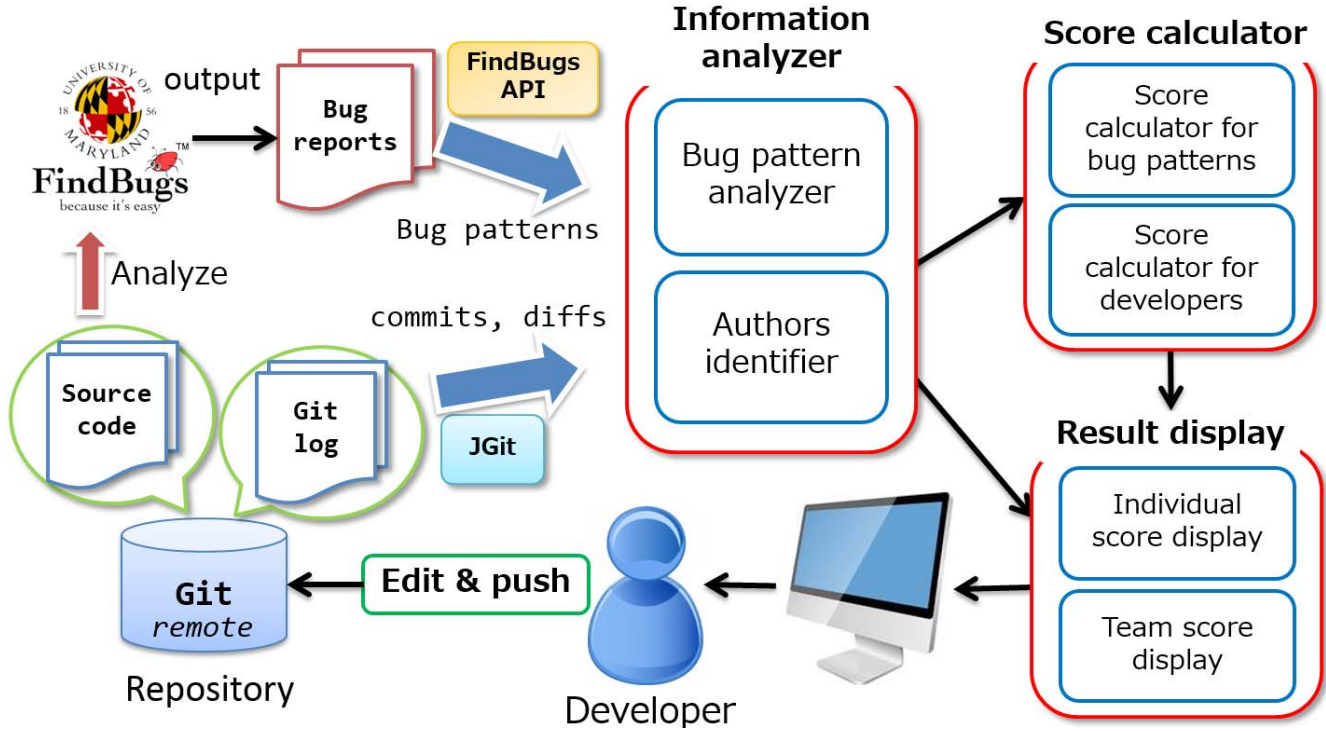 UNIVERSITY OF
18 56
MARYLAND
TM
FindBugs
because it's easy
output
Bug
reports
FindBugs
API
Bug patterns
Analyze
Source
code
Git
log
commits, diffs
JGit
Git
remote
Repository
Edit & push
Developer
Information
analyzer
Bug pattern
analyzer
Authors
identifier
Score calculator
Score
calculator for
bug patterns
Score
calculator for
developers
Result display
Individual
score display
Team score
display